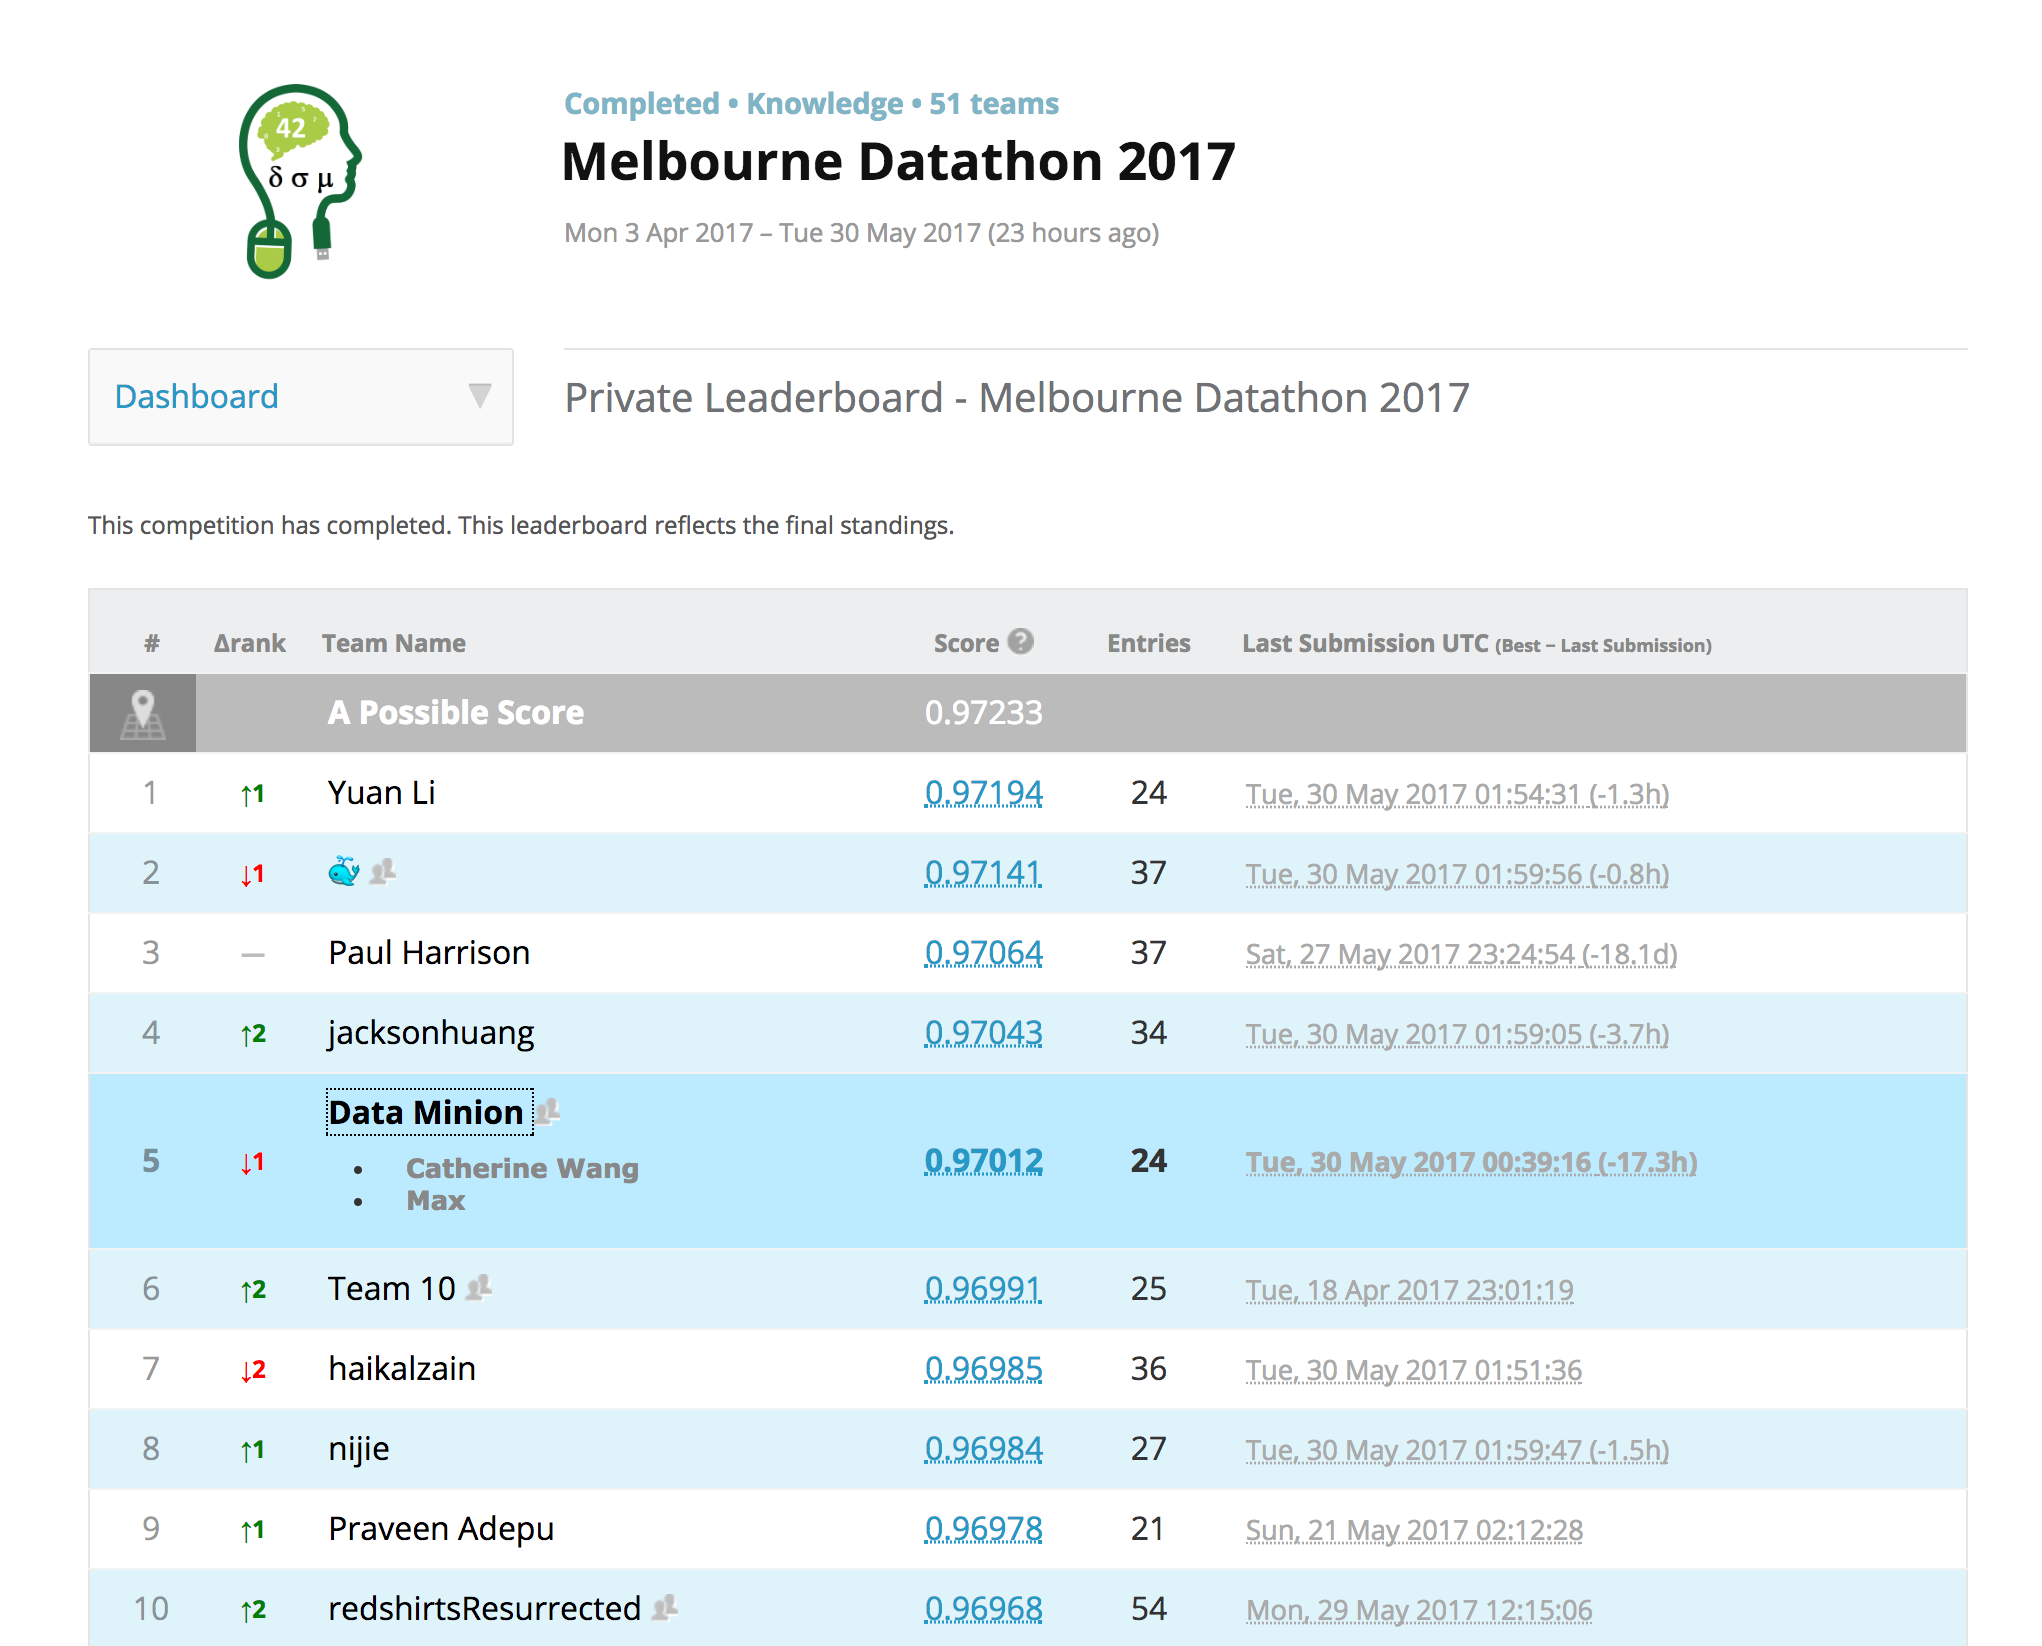 42
δ σ μ
Completed • Knowledge • 51 teams
Melbourne Datathon 2017
Mon 3 Apr 2017 – Tue 30 May 2017 (23 hours ago)
Dashboard ▼
Private Leaderboard - Melbourne Datathon 2017
This competition has completed. This leaderboard reflects the final standings.
# Δrank Team Name Score ? Entries Last Submission UTC (Best – Last Submission)
A Possible Score 0.97233
1 ↑1 Yuan Li 0.97194 24 Tue, 30 May 2017 01:54:31 (-1.3h)
2 ↓1 🐳 0.97141 37 Tue, 30 May 2017 01:59:56 (-0.8h)
3 — Paul Harrison 0.97064 37 Sat, 27 May 2017 23:24:54 (-18.1d)
4 ↑2 jacksonhuang 0.97043 34 Tue, 30 May 2017 01:59:05 (-3.7h)
5 ↓1 Data Minion 0.97012 24 Tue, 30 May 2017 00:39:16 (-17.3h)
• Catherine Wang
• Max
6 ↑2 Team 10 0.96991 25 Tue, 18 Apr 2017 23:01:19
7 ↓2 haikalzain 0.96985 36 Tue, 30 May 2017 01:51:36
8 ↑1 nijie 0.96984 27 Tue, 30 May 2017 01:59:47 (-1.5h)
9 ↑1 Praveen Adepu 0.96978 21 Sun, 21 May 2017 02:12:28
10 ↑2 redshirtsResurrected 0.96968 54 Mon, 29 May 2017 12:15:06